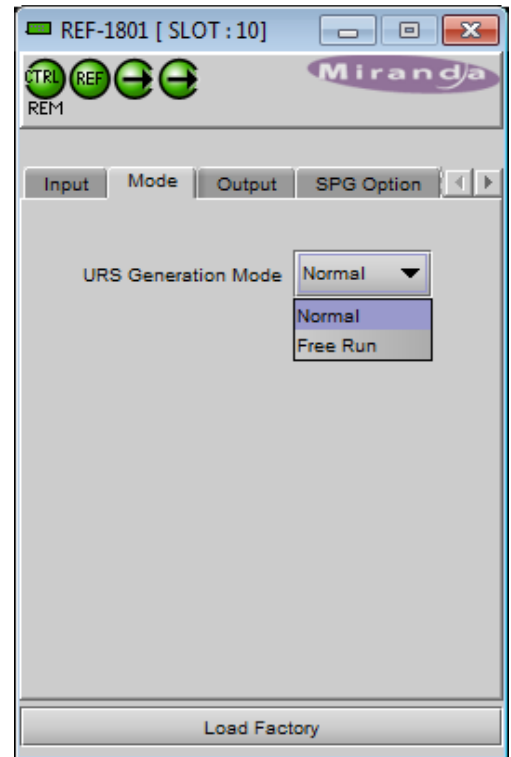 REF-1801 [ SLOT : 10]
CTRL REF
REM
Miranda
Input Mode Output SPG Option
URS Generation Mode Normal
Normal
Free Run
Load Factory